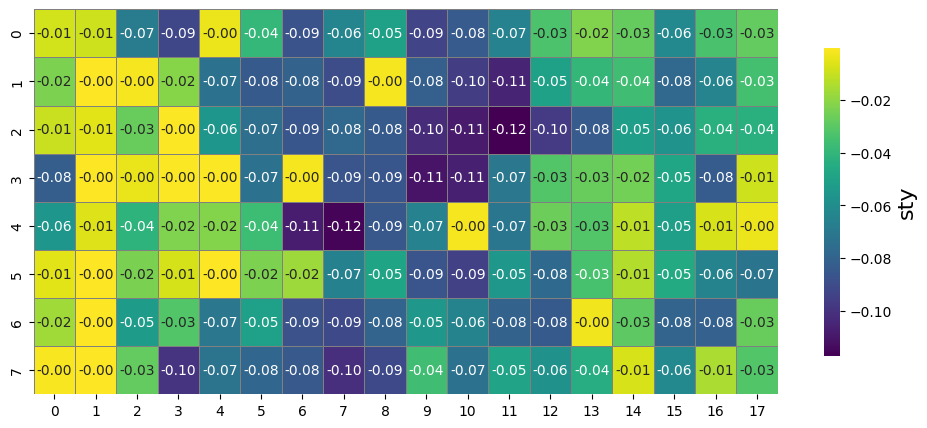 0 -0.01 -0.01 -0.07 -0.09 -0.00 -0.04 -0.09 -0.06 -0.05 -0.09 -0.08 -0.07 -0.03 -0.02 -0.03 -0.06 -0.03 -0.03
1 -0.02 -0.00 -0.00 -0.02 -0.07 -0.08 -0.08 -0.09 -0.00 -0.08 -0.10 -0.11 -0.05 -0.04 -0.04 -0.08 -0.06 -0.03
2 -0.01 -0.01 -0.03 -0.00 -0.06 -0.07 -0.09 -0.08 -0.08 -0.10 -0.11 -0.12 -0.10 -0.08 -0.05 -0.06 -0.04 -0.04
3 -0.08 -0.00 -0.00 -0.00 -0.00 -0.07 -0.00 -0.09 -0.09 -0.11 -0.11 -0.07 -0.03 -0.03 -0.02 -0.05 -0.08 -0.01
4 -0.06 -0.01 -0.04 -0.02 -0.02 -0.04 -0.11 -0.12 -0.09 -0.07 -0.00 -0.07 -0.03 -0.03 -0.01 -0.05 -0.01 -0.00
5 -0.01 -0.00 -0.02 -0.01 -0.00 -0.02 -0.02 -0.07 -0.05 -0.09 -0.09 -0.05 -0.08 -0.03 -0.01 -0.05 -0.06 -0.07
6 -0.02 -0.00 -0.05 -0.03 -0.07 -0.05 -0.09 -0.09 -0.08 -0.05 -0.06 -0.08 -0.08 -0.00 -0.03 -0.08 -0.08 -0.03
7 -0.00 -0.00 -0.03 -0.10 -0.07 -0.08 -0.08 -0.10 -0.09 -0.04 -0.07 -0.05 -0.06 -0.04 -0.01 -0.06 -0.01 -0.03
0 1 2 3 4 5 6 7 8 9 10 11 12 13 14 15 16 17
−0.02
−0.04
−0.06
−0.08
−0.10
sty